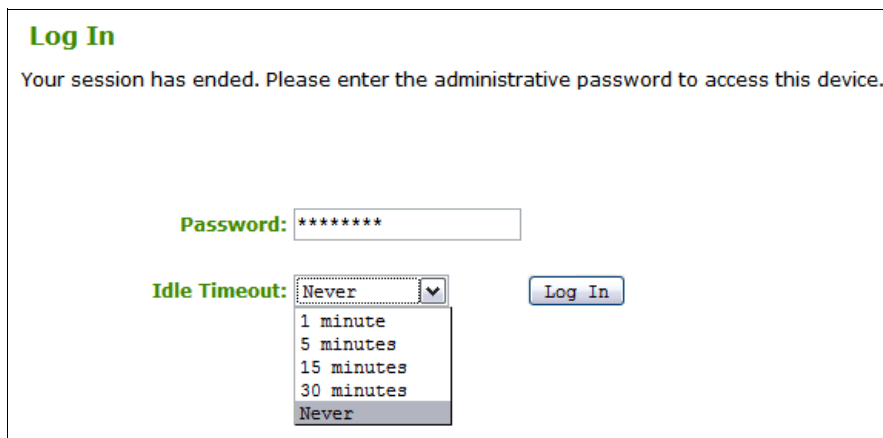 Log In
Your session has ended. Please enter the administrative password to access this device.
Password: ********
Idle Timeout: Never Log In
1 minute
5 minutes
15 minutes
30 minutes
Never